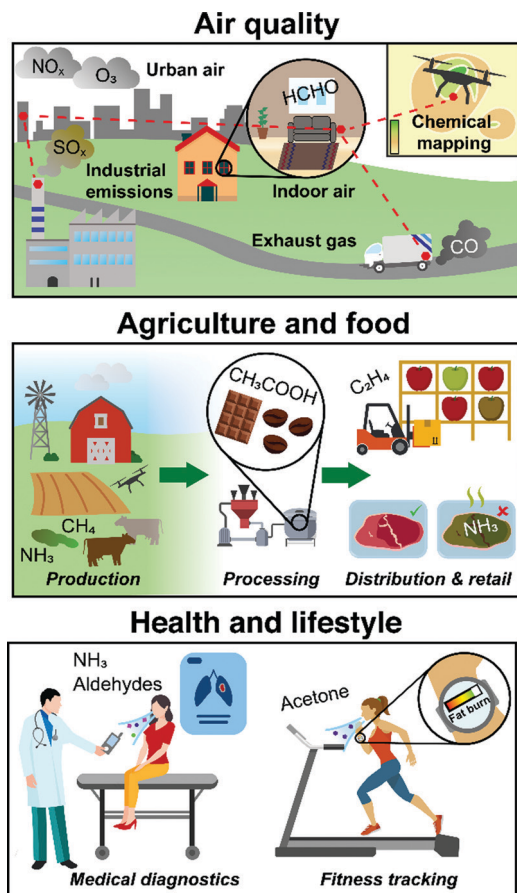 Air quality
NOₓ
O₃
Urban air
HCHO
Chemical
mapping
SOₓ
Industrial
emissions
Indoor air
Exhaust gas
CO
Agriculture and food
CH₃COOH
C₂H₄
CH₄
NH₃
NH₃
Production
Processing
Distribution & retail
Health and lifestyle
NH₃
Aldehydes
Acetone
Fat burn
Medical diagnostics
Fitness tracking